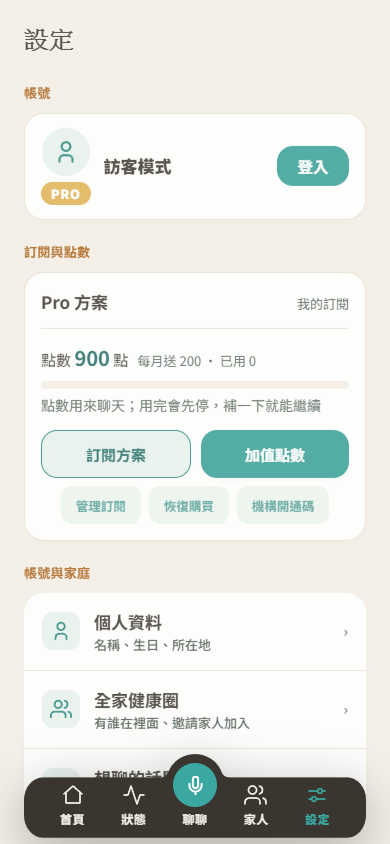 設定
帳號
訪客模式
PRO
登入
訂閱與點數
Pro 方案
我的訂閱
點數 900 點 每月送 200 · 已用 0
點數用來聊天；用完會先停，補一下就能繼續
訂閱方案
加值點數
管理訂閱
恢復購買
機構開通碼
帳號與家庭
個人資料
名稱、生日、所在地
›
全家健康圈
有誰在裡面、邀請家人加入
›
想聊的話
首頁
狀態
聊聊
家人
設定